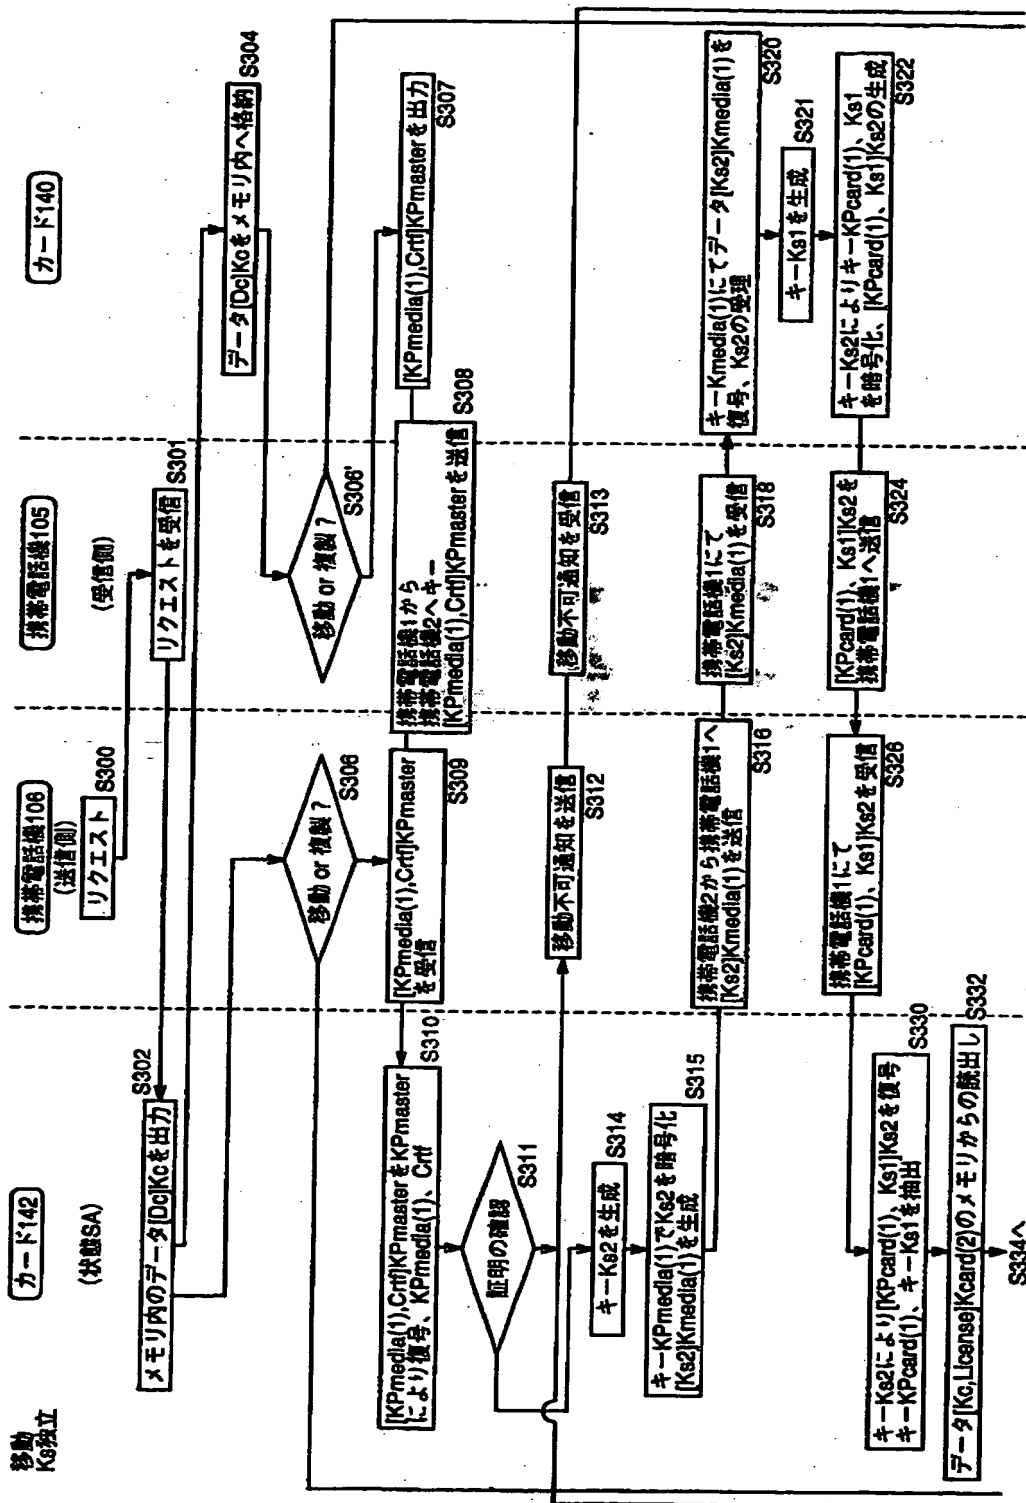 移動
Ks独立
カード142
(状態SA)
携帯電話機106
(送信側)
携帯電話機105
(受信側)
カード140
リクエスト
S300
リクエストを受信
S301
メモリ内のデータ[Dc]Kcを出力
S302
データ[Dc]Kcをメモリ内へ格納
S304
移動 or 複製？
S306
移動 or 複製？
S306'
[KPmedia(1),Crtf]KPmasterを出力
S307
携帯電話機1から
携帯電話機2へキー
[KPmedia(1),Crtf]KPmasterを送信
S308
[KPmedia(1),Crtf]KPmaster
を受信
S309
[KPmedia(1),Crtf]KPmasterをKPmaster
により復号、KPmedia(1)、Crtf
S310
証明の確認
S311
移動不可通知を送信
S312
移動不可通知を受信
S313
キーKs2を生成
S314
キーKPmedia(1)でKs2を暗号化
[Ks2]Kmedia(1)を生成
S315
携帯電話機2から携帯電話機1へ
[Ks2]Kmedia(1)を送信
S316
携帯電話機1にて
[Ks2]Kmedia(1)を受信
S318
キーKmedia(1)にてデータ[Ks2]Kmedia(1)を
復号、Ks2の受理
S320
キーKs1を生成
S321
キーKs2によりキーKPcard(1)、Ks1
を暗号化、[KPcard(1)、Ks1]Ks2の生成
S322
[KPcard(1)、Ks1]Ks2を
携帯電話機1へ送信
S324
携帯電話機1にて
[KPcard(1)、Ks1]Ks2を受信
S326
キーKs2により[KPcard(1)、Ks1]Ks2を復号
キーKPcard(1)、キーKs1を抽出
S330
データ[Kc,License]Kcard(2)のメモリからの読出し
S332
S334へ